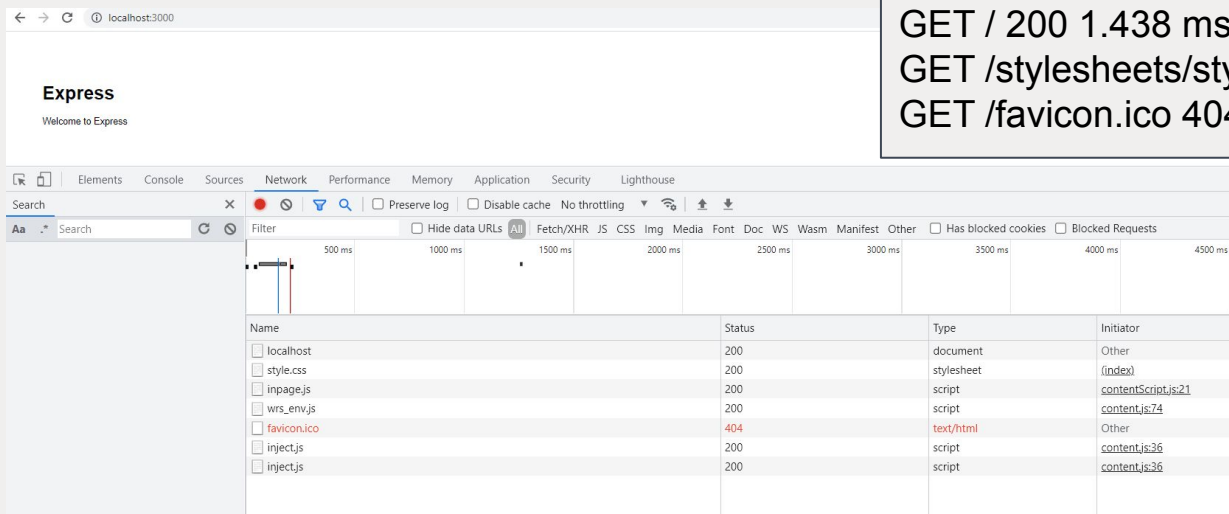 localhost:3000
GET / 200 1.438 ms
GET /stylesheets/sty
GET /favicon.ico 404
Express
Welcome to Express
Elements Console Sources Network Performance Memory Application Security Lighthouse
Search Preserve log Disable cache No throttling
Aa .* Search Filter Hide data URLs All Fetch/XHR JS CSS Img Media Font Doc WS Wasm Manifest Other Has blocked cookies Blocked Requests
500 ms 1000 ms 1500 ms 2000 ms 2500 ms 3000 ms 3500 ms 4000 ms 4500 ms
Name Status Type Initiator
localhost 200 document Other
style.css 200 stylesheet (index)
inpage.js 200 script contentScript.js:21
wrs_env.js 200 script content.js:74
favicon.ico 404 text/html Other
inject.js 200 script content.js:36
inject.js 200 script content.js:36